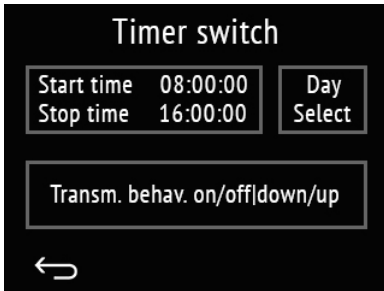 Timer switch
Start time 08:00:00
Stop time 16:00:00
Day
Select
Transm. behav. on/off|down/up